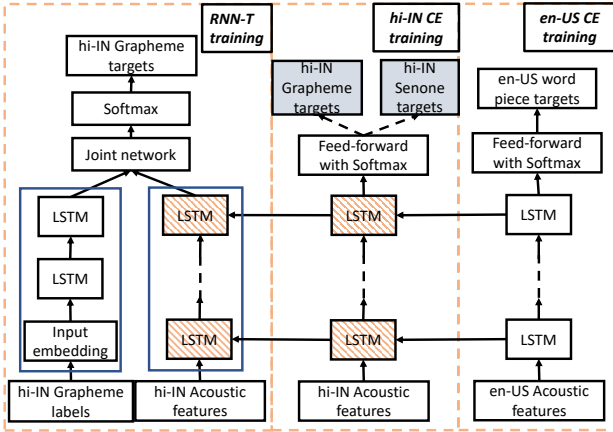 RNN-T
training
hi-IN Grapheme
targets
Softmax
Joint network
LSTM
LSTM
Input
embedding
hi-IN Grapheme
labels
LSTM
LSTM
hi-IN Acoustic
features
hi-IN CE
training
hi-IN
Grapheme
targets
hi-IN
Senone
targets
Feed-forward
with Softmax
LSTM
LSTM
hi-IN Acoustic
features
en-US CE
training
en-US word
piece targets
Feed-forward
with Softmax
LSTM
LSTM
en-US Acoustic
features